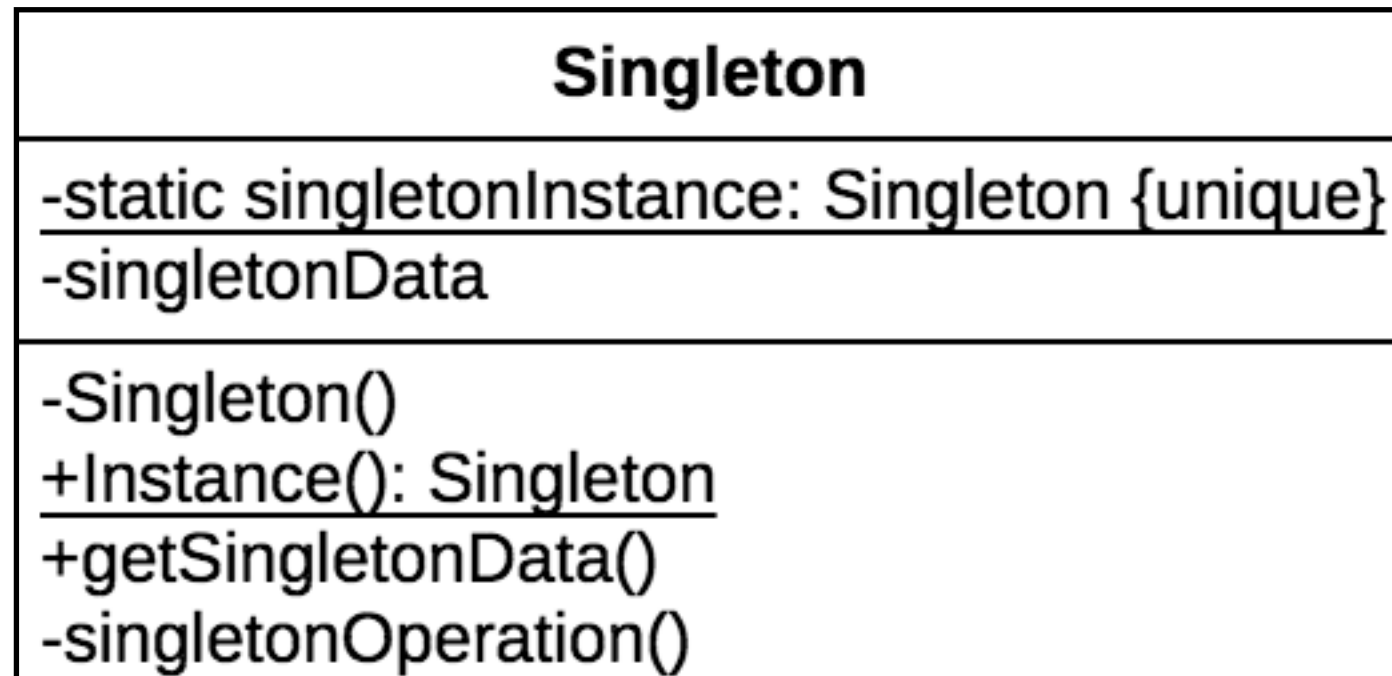 Singleton
-static singletonInstance: Singleton {unique}
-singletonData
-Singleton()
+Instance(): Singleton
+getSingletonData()
-singletonOperation()